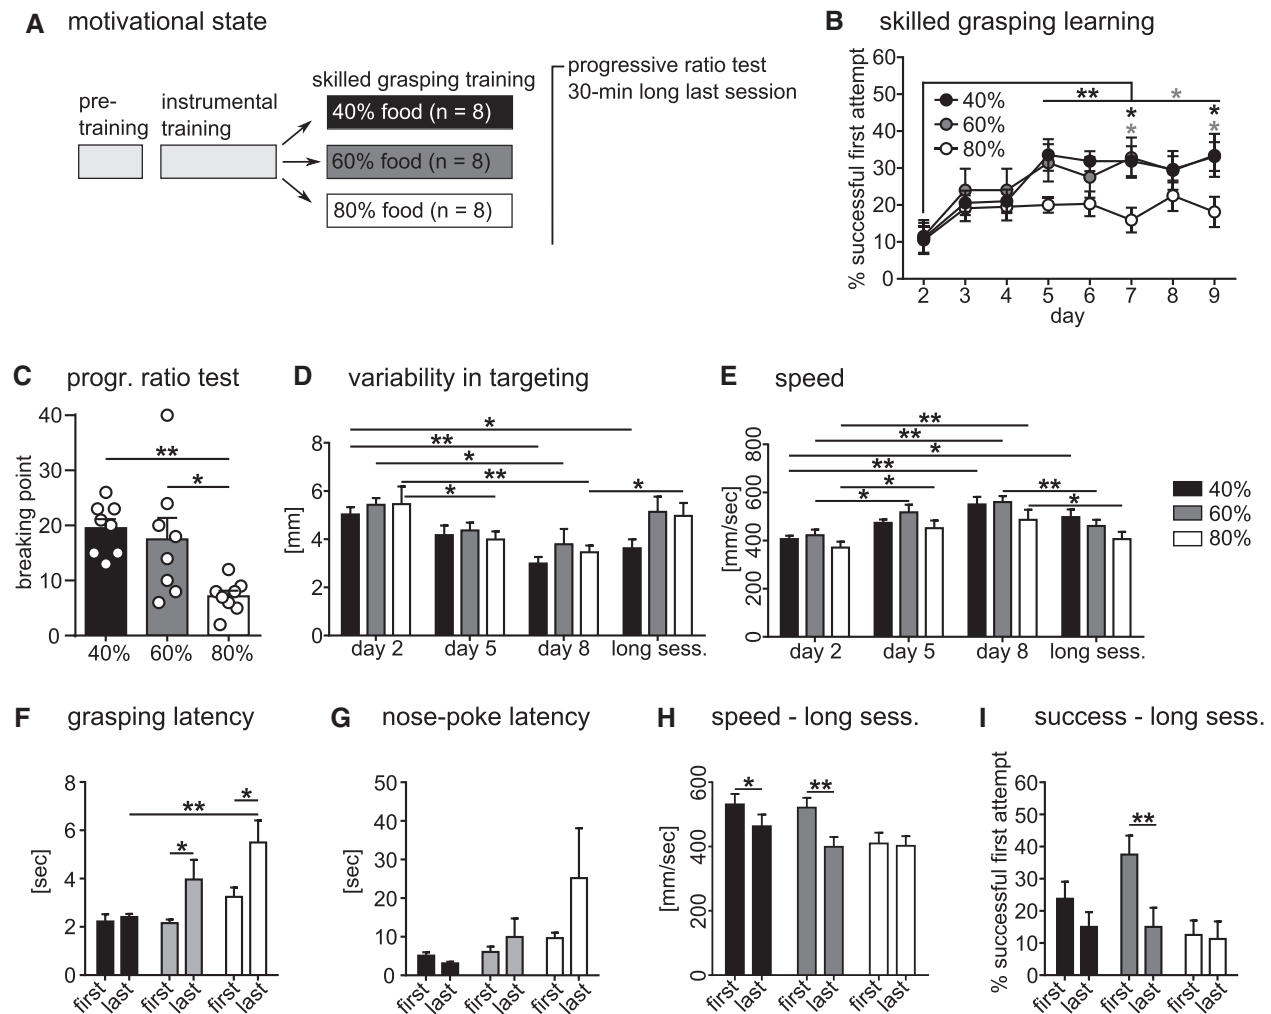 A motivational state
pre-
training
instrumental
training
skilled grasping training
40% food (n = 8)
60% food (n = 8)
80% food (n = 8)
progressive ratio test
30-min long last session
B skilled grasping learning
% successful first attempt
60
50
40
30
20
10
0
40%
60%
80%
**
*
*
*
*
*
2 3 4 5 6 7 8 9
day
C progr. ratio test
breaking point
40
30
20
10
0
**
*
40% 60% 80%
D variability in targeting
[mm]
8
6
4
2
0
*
**
*
**
*
*
day 2 day 5 day 8 long sess.
E speed
[mm/sec]
800
600
400
200
0
**
**
*
**
*
*
**
*
day 2 day 5 day 8 long sess.
40%
60%
80%
F grasping latency
[sec]
8
6
4
2
0
**
*
*
first last first last first last
G nose-poke latency
[sec]
50
40
30
20
10
0
first last first last first last
H speed - long sess.
[mm/sec]
600
400
200
0
*
**
first last first last first last
I success - long sess.
% successful first attempt
60
50
40
30
20
10
0
**
first last first last first last